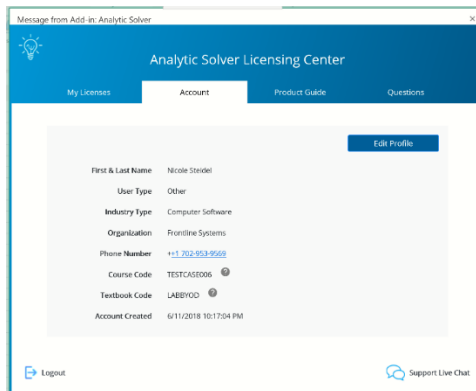 Message from Add-in: Analytic Solver
Analytic Solver Licensing Center
My Licenses Account Product Guide Questions
Edit Profile
First & Last Name Nicole Steidel
User Type Other
Industry Type Computer Software
Organization Frontline Systems
Phone Number ++1 702-953-9569
Course Code TESTCASE006 ?
Textbook Code LABBYOD ?
Account Created 6/11/2018 10:17:04 PM
Logout Support Live Chat